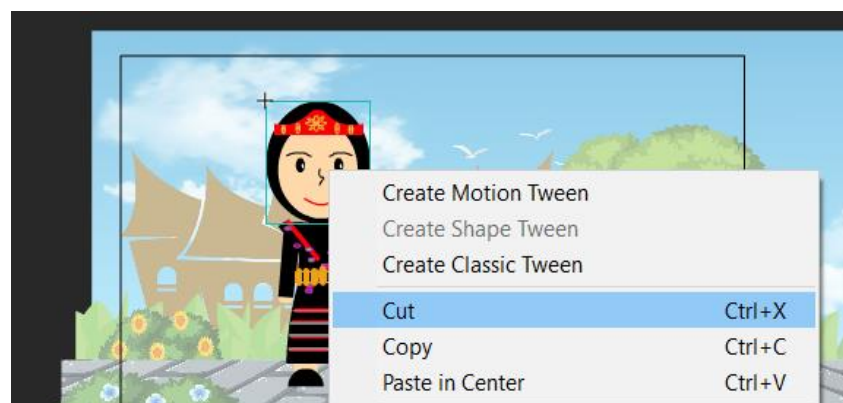 Create Motion Tween
Create Shape Tween
Create Classic Tween
Cut Ctrl+X
Copy Ctrl+C
Paste in Center Ctrl+V